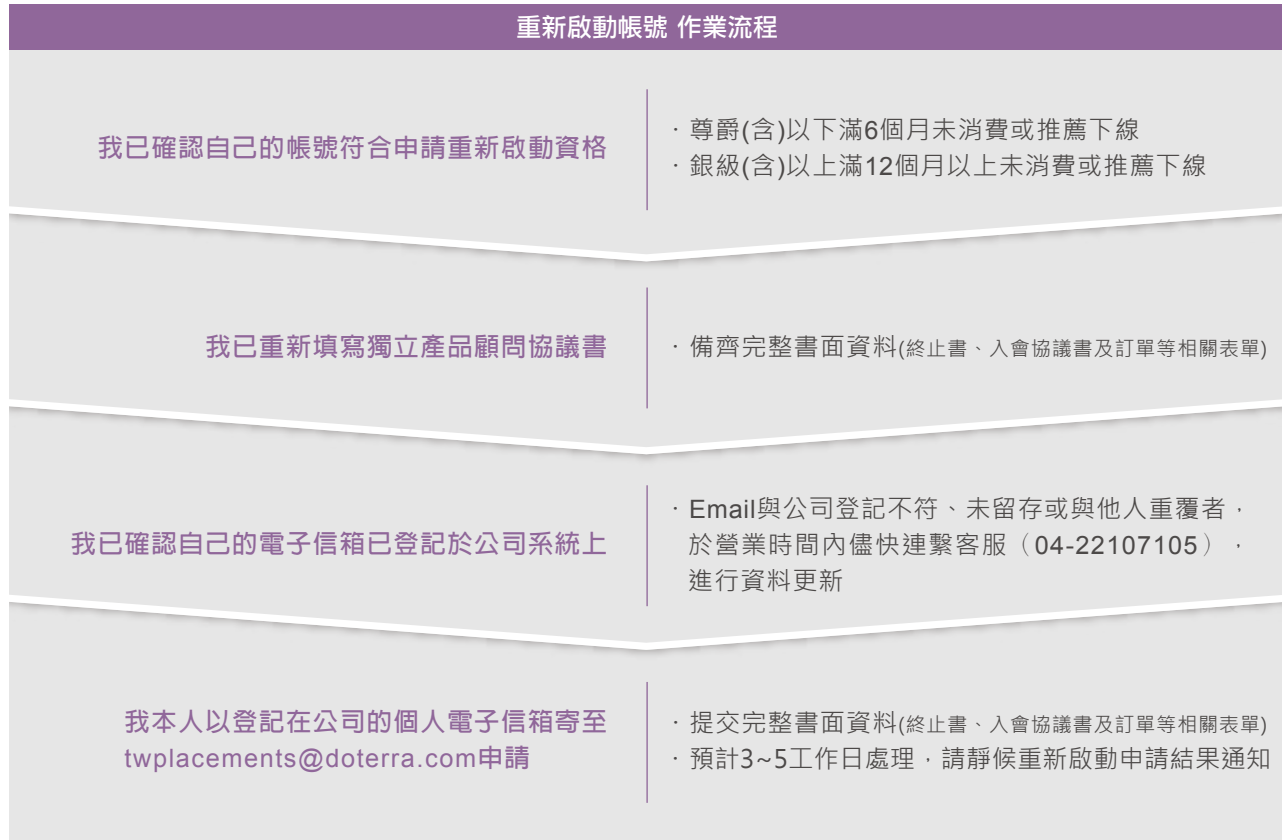 重新啟動帳號 作業流程
我已確認自己的帳號符合申請重新啟動資格
·尊爵(含)以下滿6個月未消費或推薦下線
·銀級(含)以上滿12個月以上未消費或推薦下線
我已重新填寫獨立產品顧問協議書
·備齊完整書面資料(終止書、入會協議書及訂單等相關表單)
我已確認自己的電子信箱已登記於公司系統上
·Email與公司登記不符、未留存或與他人重覆者，
於營業時間內儘快連繫客服（04-22107105），
進行資料更新
我本人以登記在公司的個人電子信箱寄至
twplacements@doterra.com申請
·提交完整書面資料(終止書、入會協議書及訂單等相關表單)
·預計3~5工作日處理，請靜候重新啟動申請結果通知